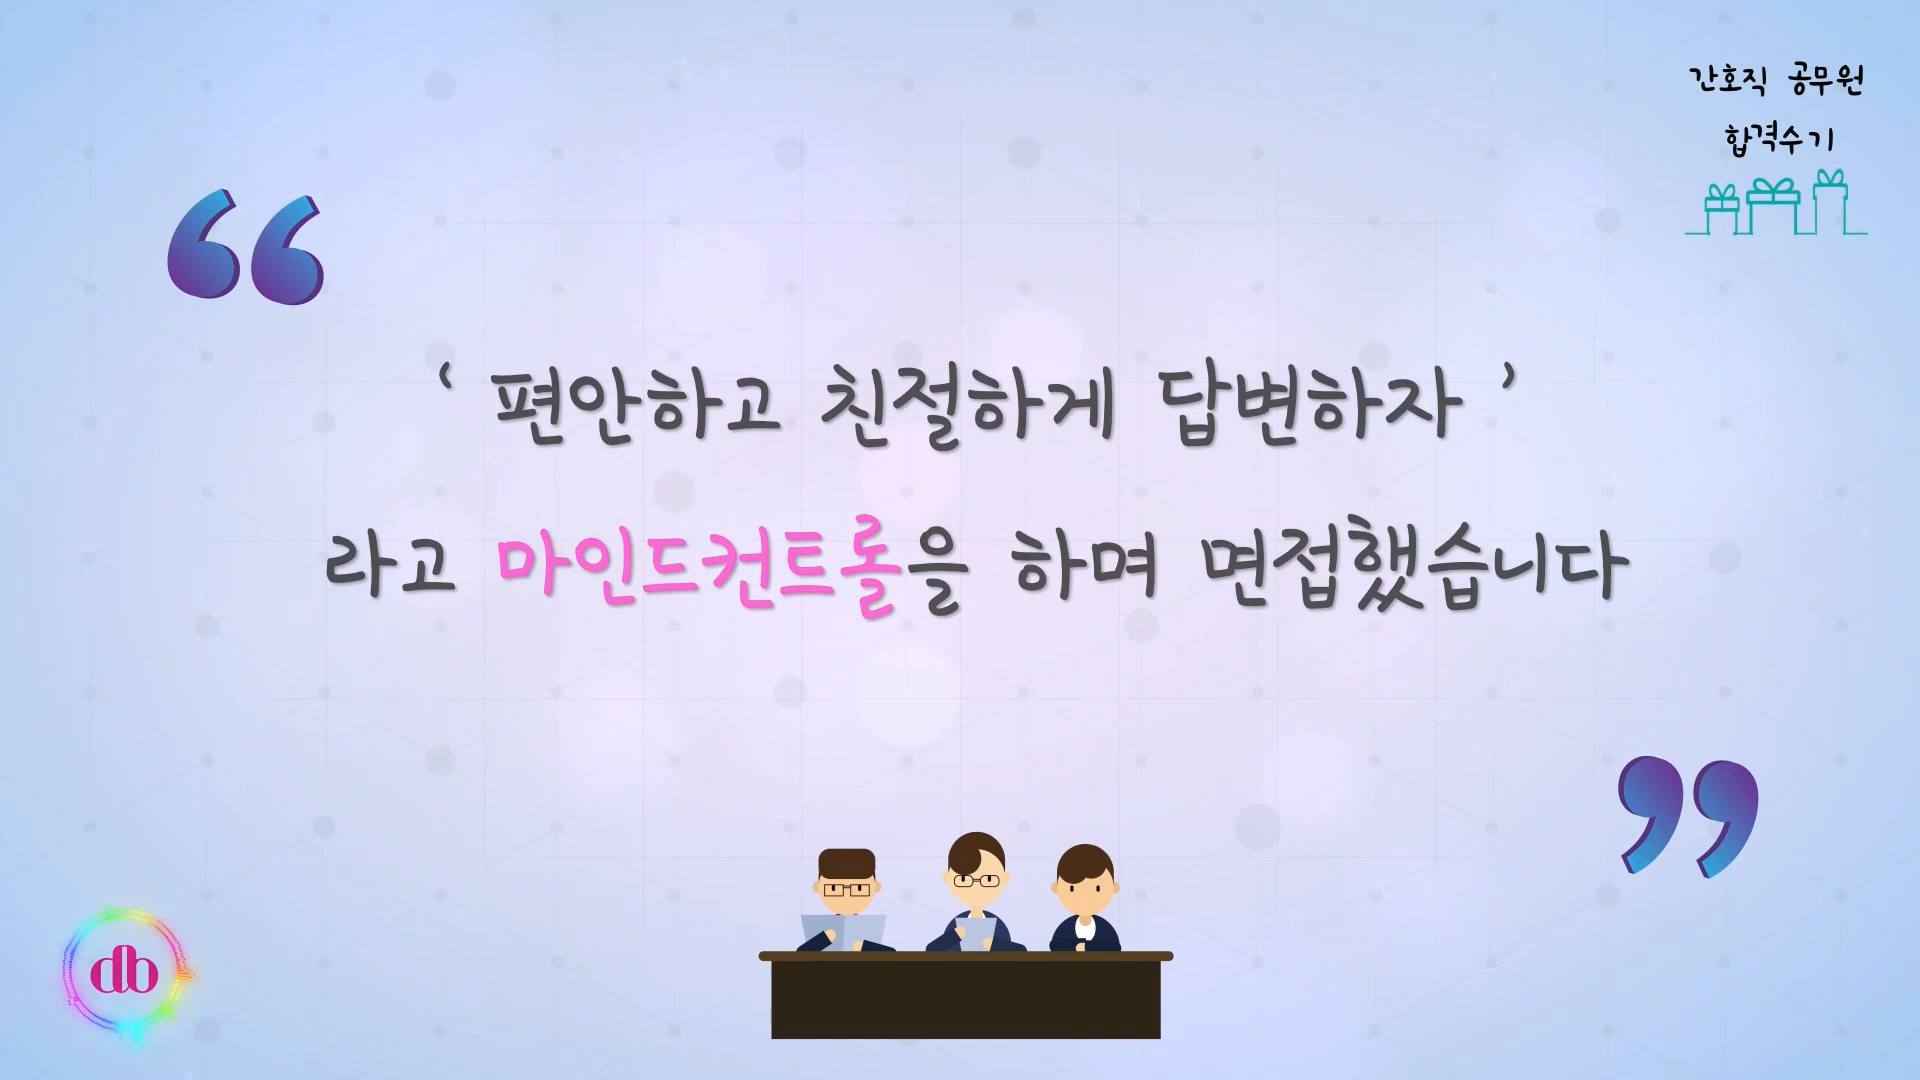 간호직 공무원
합격수기
‘ 편안하고 친절하게 답변하자 ’
라고 마인드컨트롤을 하며 면접했습니다
db